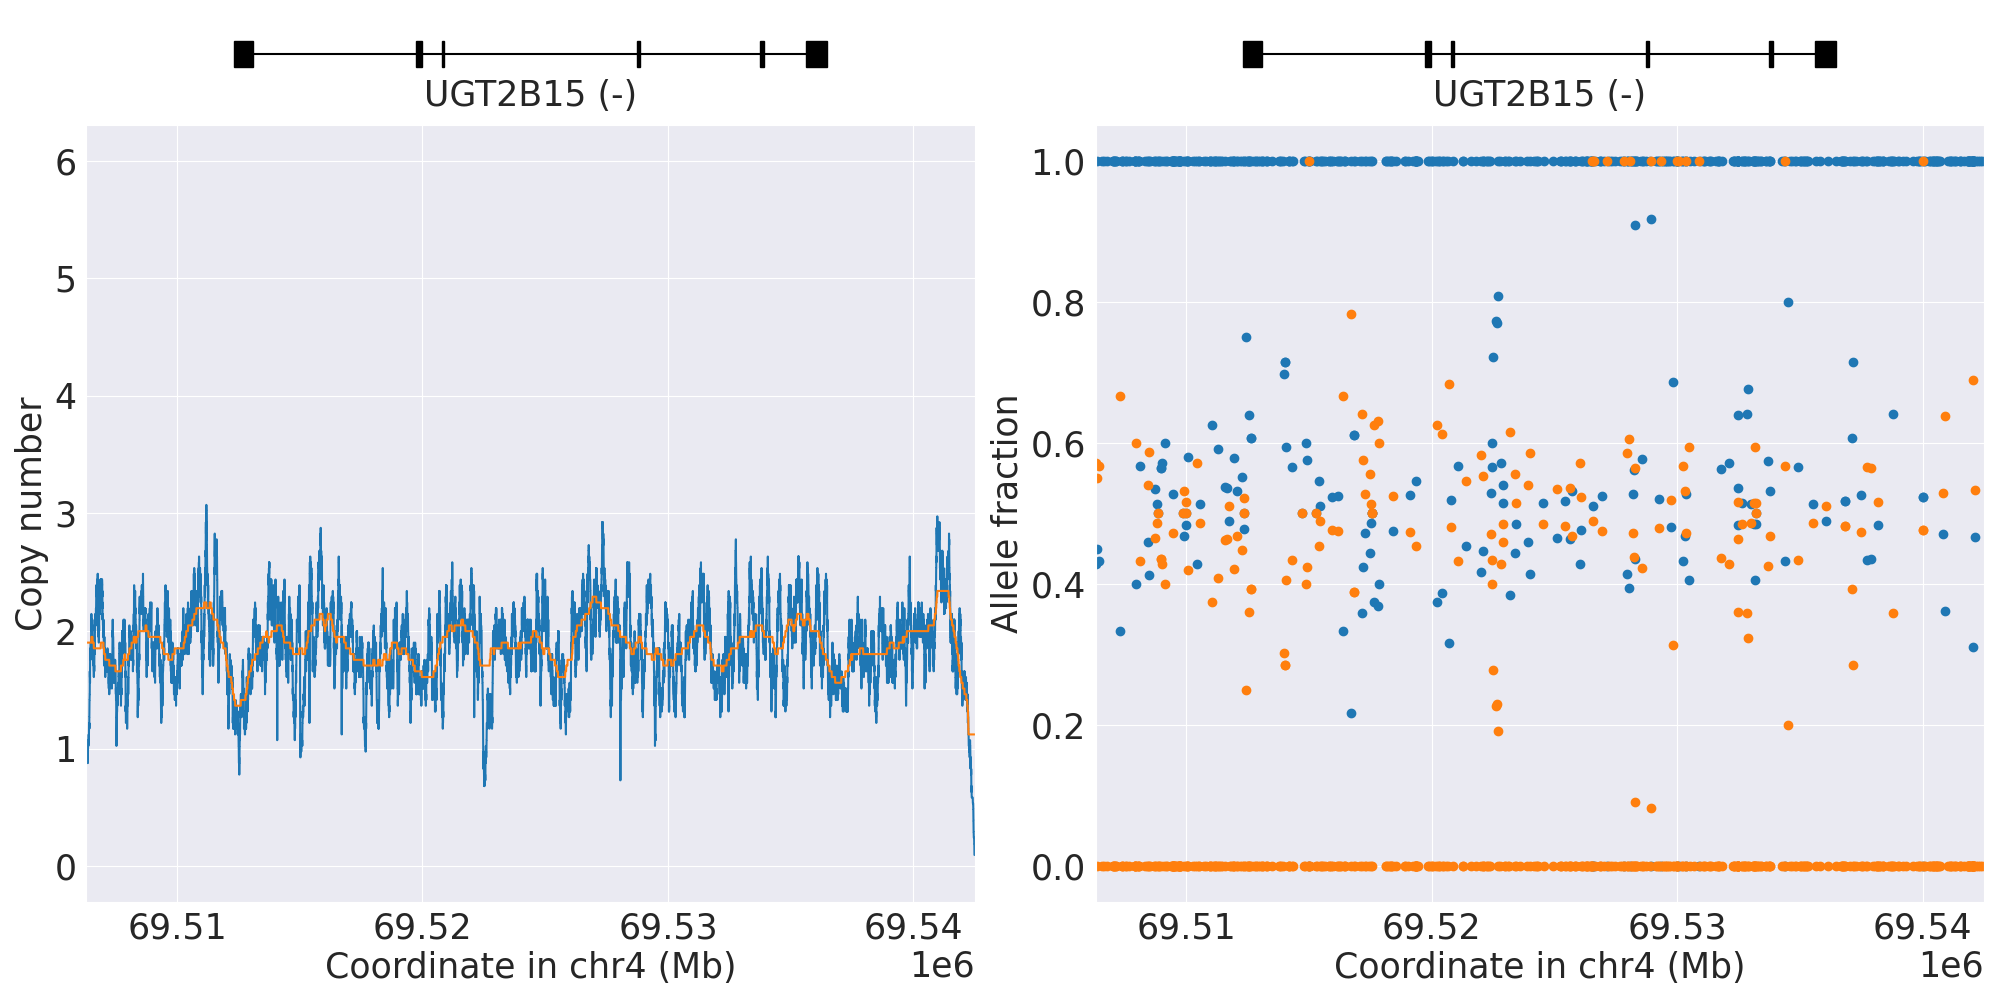 UGT2B15 (-)
6
5
4
3
2
1
0
Copy number
69.51 69.52 69.53 69.54
Coordinate in chr4 (Mb)
1e6
UGT2B15 (-)
1.0
0.8
0.6
0.4
0.2
0.0
Allele fraction
69.51 69.52 69.53 69.54
Coordinate in chr4 (Mb)
1e6